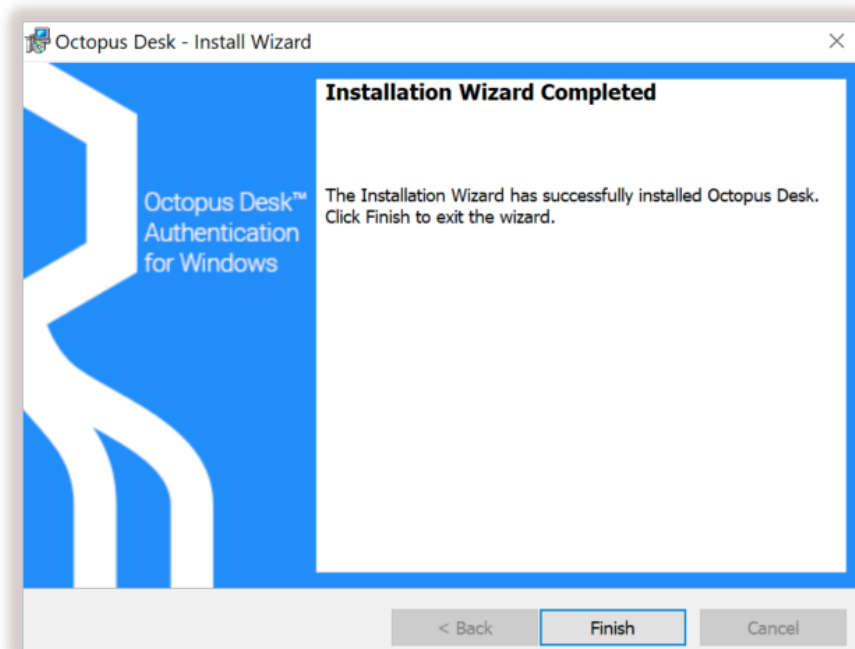 Octopus Desk - Install Wizard
Installation Wizard Completed
Octopus Desk™
Authentication
for Windows
The Installation Wizard has successfully installed Octopus Desk.
Click Finish to exit the wizard.
< Back
Finish
Cancel